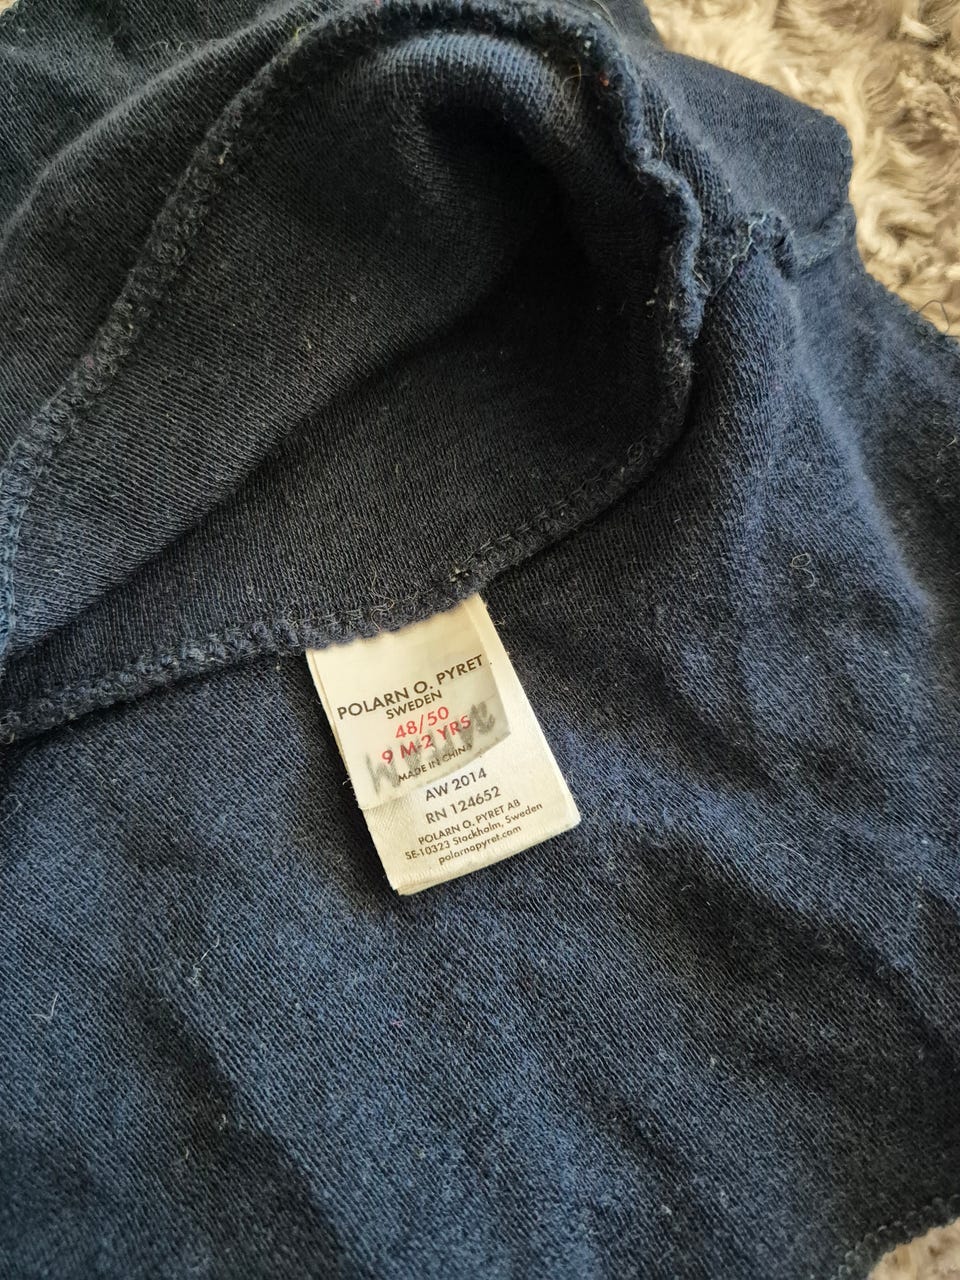 POLARN O. PYRET
SWEDEN
48/50
9 M-2 YRS
MADE IN CHINA
AW 2014
RN 124652
POLARN O. PYRET AB
SE-10323 Stockholm, Sweden
polarnopyret.com